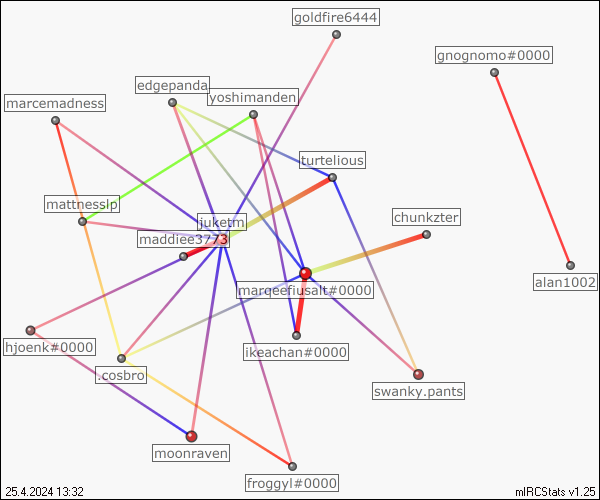 goldfire6444
gnognomo#0000
edgepanda
yoshimanden
marcemadness
turtelious
mattnesslp
juketm
chunkzter
maddiee3773
alan1002
marqeefiusalt#0000
hjoenk#0000
ikeachan#0000
.cosbro
swanky.pants
moonraven
froggyl#0000
25.4.2024 13:32
mIRCStats v1.25